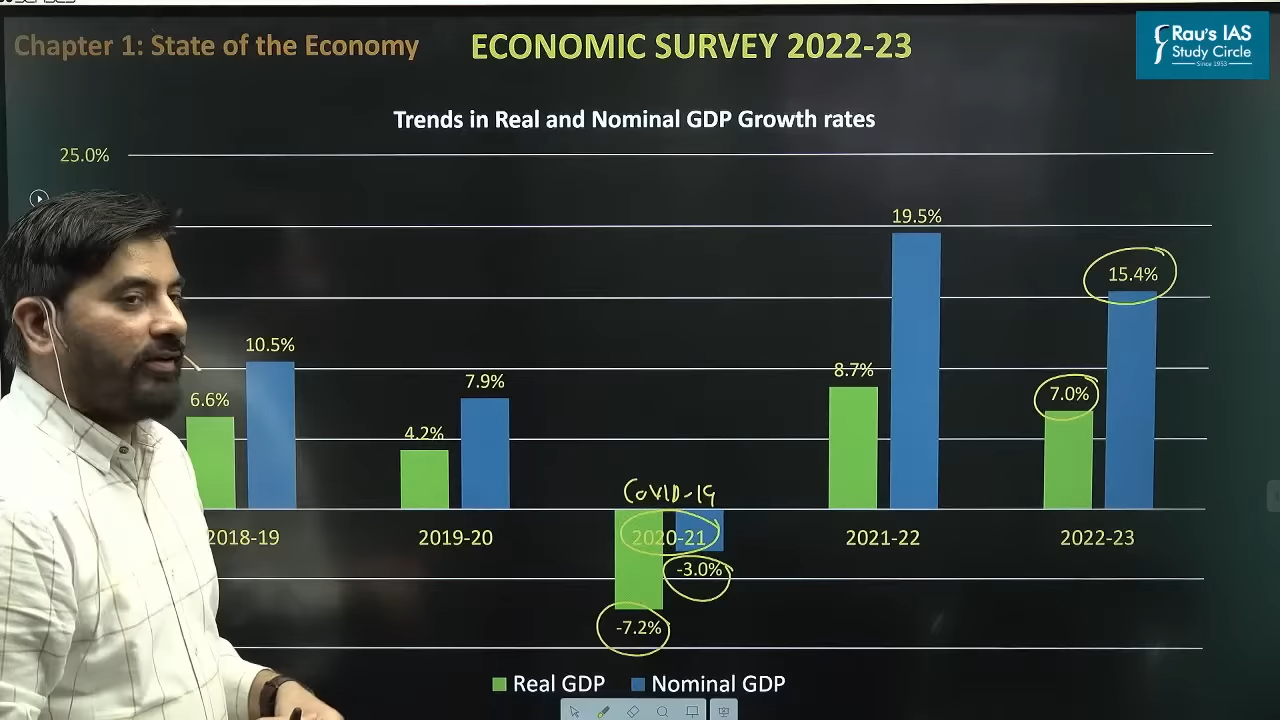 Chapter 1: State of the Economy
ECONOMIC SURVEY 2022-23
Rau's IAS
Study Circle
Since 1953
Trends in Real and Nominal GDP Growth rates
25.0%
19.5%
15.4%
10.5%
8.7%
7.9%
7.0%
6.6%
4.2%
COVID-19
2018-19
2019-20
2020-21
2021-22
2022-23
-3.0%
-7.2%
Real GDP
Nominal GDP